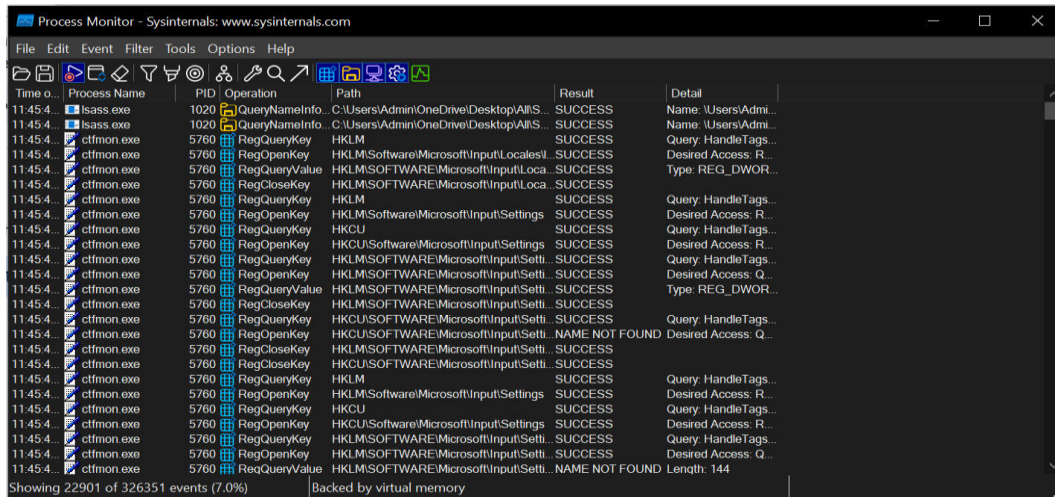 Process Monitor - Sysinternals: www.sysinternals.com
File Edit Event Filter Tools Options Help
Time o... Process Name PID Operation Path Result Detail
11:45:4... lsass.exe 1020 QueryNameInfo... C:\Users\Admin\OneDrive\Desktop\All\S... SUCCESS Name: \Users\Admi...
11:45:4... lsass.exe 1020 QueryNameInfo... C:\Users\Admin\OneDrive\Desktop\All\S... SUCCESS Name: \Users\Admi...
11:45:4... ctfmon.exe 5760 RegQueryKey HKLM SUCCESS Query: HandleTags...
11:45:4... ctfmon.exe 5760 RegOpenKey HKLM\Software\Microsoft\Input\Locales\l... SUCCESS Desired Access: R...
11:45:4... ctfmon.exe 5760 RegQueryValue HKLM\SOFTWARE\Microsoft\Input\Loca... SUCCESS Type: REG_DWOR...
11:45:4... ctfmon.exe 5760 RegCloseKey HKLM\SOFTWARE\Microsoft\Input\Loca... SUCCESS
11:45:4... ctfmon.exe 5760 RegQueryKey HKLM SUCCESS Query: HandleTags...
11:45:4... ctfmon.exe 5760 RegOpenKey HKLM\Software\Microsoft\Input\Settings SUCCESS Desired Access: R...
11:45:4... ctfmon.exe 5760 RegQueryKey HKCU SUCCESS Query: HandleTags...
11:45:4... ctfmon.exe 5760 RegOpenKey HKCU\Software\Microsoft\Input\Settings SUCCESS Desired Access: R...
11:45:4... ctfmon.exe 5760 RegQueryKey HKLM\SOFTWARE\Microsoft\Input\Setti... SUCCESS Query: HandleTags...
11:45:4... ctfmon.exe 5760 RegOpenKey HKLM\SOFTWARE\Microsoft\Input\Setti... SUCCESS Desired Access: Q...
11:45:4... ctfmon.exe 5760 RegQueryValue HKLM\SOFTWARE\Microsoft\Input\Setti... SUCCESS Type: REG_DWOR...
11:45:4... ctfmon.exe 5760 RegCloseKey HKLM\SOFTWARE\Microsoft\Input\Setti... SUCCESS
11:45:4... ctfmon.exe 5760 RegQueryKey HKCU\SOFTWARE\Microsoft\Input\Setti... SUCCESS Query: HandleTags...
11:45:4... ctfmon.exe 5760 RegOpenKey HKCU\SOFTWARE\Microsoft\Input\Setti... NAME NOT FOUND Desired Access: Q...
11:45:4... ctfmon.exe 5760 RegCloseKey HKLM\SOFTWARE\Microsoft\Input\Setti... SUCCESS
11:45:4... ctfmon.exe 5760 RegCloseKey HKCU\SOFTWARE\Microsoft\Input\Setti... SUCCESS
11:45:4... ctfmon.exe 5760 RegQueryKey HKLM SUCCESS Query: HandleTags...
11:45:4... ctfmon.exe 5760 RegOpenKey HKLM\Software\Microsoft\Input\Settings SUCCESS Desired Access: R...
11:45:4... ctfmon.exe 5760 RegQueryKey HKCU SUCCESS Query: HandleTags...
11:45:4... ctfmon.exe 5760 RegOpenKey HKCU\Software\Microsoft\Input\Settings SUCCESS Desired Access: R...
11:45:4... ctfmon.exe 5760 RegQueryKey HKLM\SOFTWARE\Microsoft\Input\Setti... SUCCESS Query: HandleTags...
11:45:4... ctfmon.exe 5760 RegOpenKey HKLM\SOFTWARE\Microsoft\Input\Setti... SUCCESS Desired Access: Q...
11:45:4... ctfmon.exe 5760 RegQueryValue HKLM\SOFTWARE\Microsoft\Input\Setti... NAME NOT FOUND Length: 144
Showing 22901 of 326351 events (7.0%) Backed by virtual memory